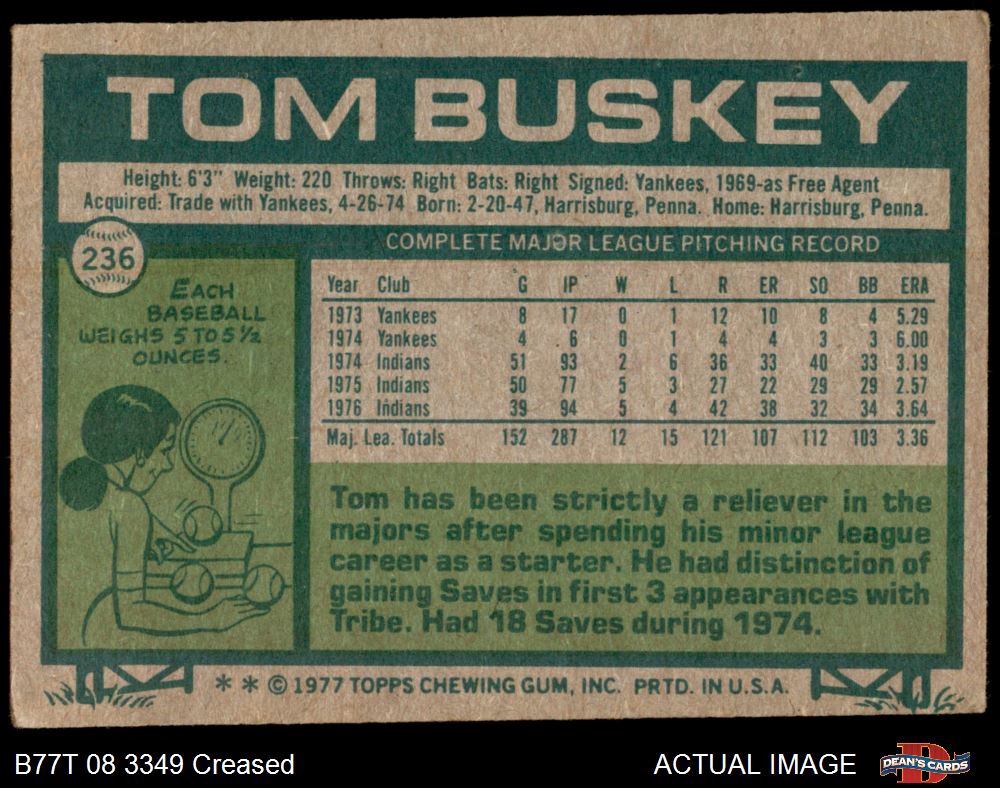 TOM BUSKEY
Height: 6'3" Weight: 220 Throws: Right Bats: Right Signed: Yankees, 1969-as Free Agent
Acquired: Trade with Yankees, 4-26-74 Born: 2-20-47, Harrisburg, Penna. Home: Harrisburg, Penna.
236
COMPLETE MAJOR LEAGUE PITCHING RECORD
EACH
BASEBALL
WEIGHS 5 TO 5 1/2
OUNCES.
Year Club G IP W L R ER SO BB ERA
1973 Yankees 8 17 0 1 12 10 8 4 5.29
1974 Yankees 4 6 0 1 4 4 3 3 6.00
1974 Indians 51 93 2 6 36 33 40 33 3.19
1975 Indians 50 77 5 3 27 22 29 29 2.57
1976 Indians 39 94 5 4 42 38 32 34 3.64
Maj. Lea. Totals 152 287 12 15 121 107 112 103 3.36
Tom has been strictly a reliever in the
majors after spending his minor league
career as a starter. He had distinction of
gaining Saves in first 3 appearances with
Tribe. Had 18 Saves during 1974.
* * © 1977 TOPPS CHEWING GUM, INC. PRTD. IN U.S.A.
B77T 08 3349 Creased
ACTUAL IMAGE
D
DEAN'S CARDS